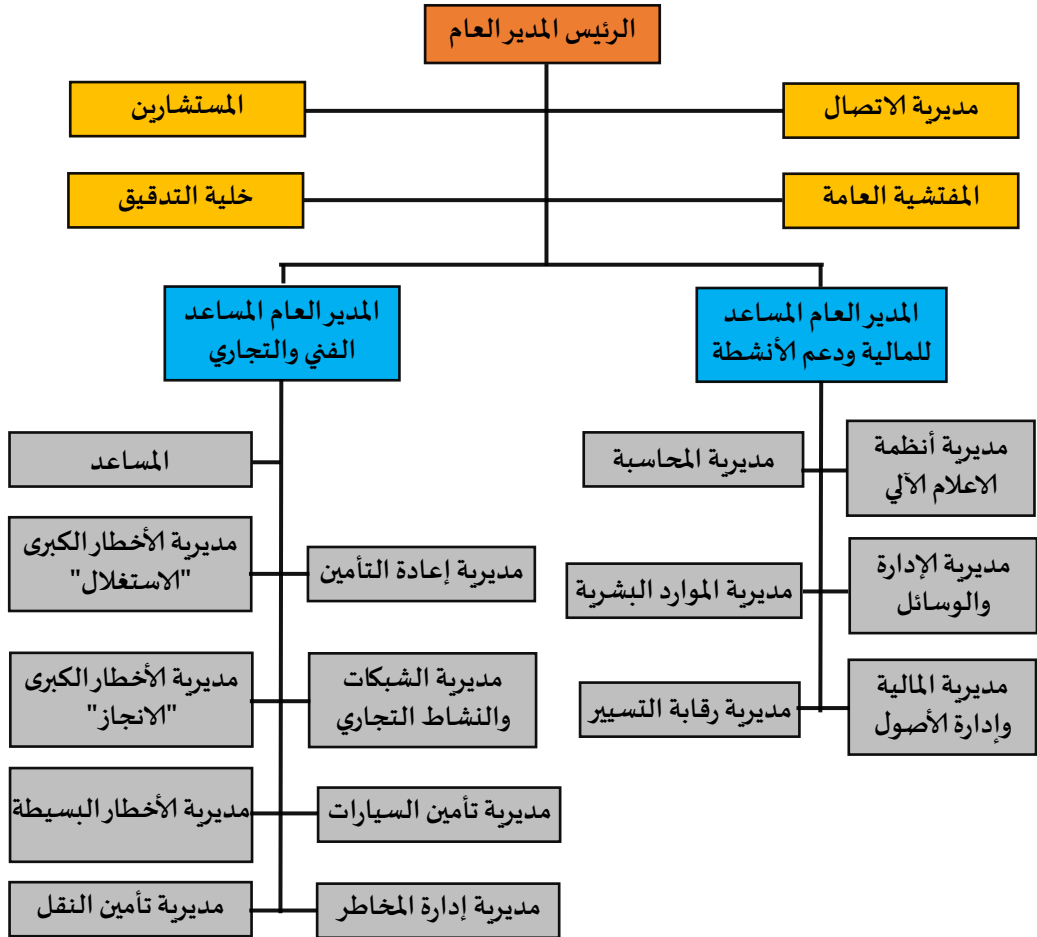 الرئيس المدير العام
مديرية الاتصال
المستشارين
المفتشية العامة
خلية التدقيق
المدير العام المساعد
للمالية ودعم الأنشطة
المدير العام المساعد
الفني والتجاري
مديرية أنظمة
الاعلام الآلي
مديرية المحاسبة
مديرية الإدارة
والوسائل
مديرية الموارد البشرية
مديرية المالية
وإدارة الأصول
مديرية رقابة التسيير
المساعد
مديرية إعادة التأمين
مديرية الأخطار الكبرى
"الاستغلال"
مديرية الشبكات
والنشاط التجاري
مديرية الأخطار الكبرى
"الانجاز"
مديرية تأمين السيارات
مديرية الأخطار البسيطة
مديرية إدارة المخاطر
مديرية تأمين النقل